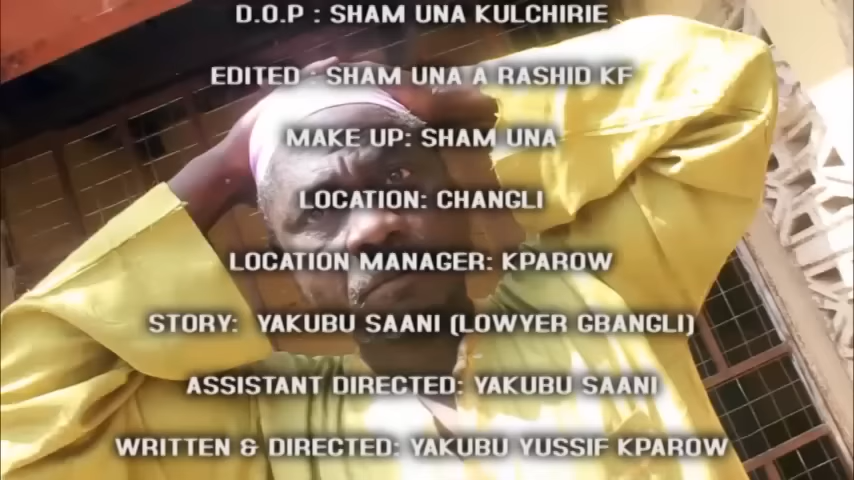 D.O.P : SHAM UNA KULCHIRIE
EDITED : SHAM UNA A RASHID KF
MAKE UP: SHAM UNA
LOCATION: CHANGLI
LOCATION MANAGER: KPAROW
STORY: YAKUBU SAANI (LOWYER GBANGLI)
ASSISTANT DIRECTED: YAKUBU SAANI
WRITTEN & DIRECTED: YAKUBU YUSSIF KPAROW